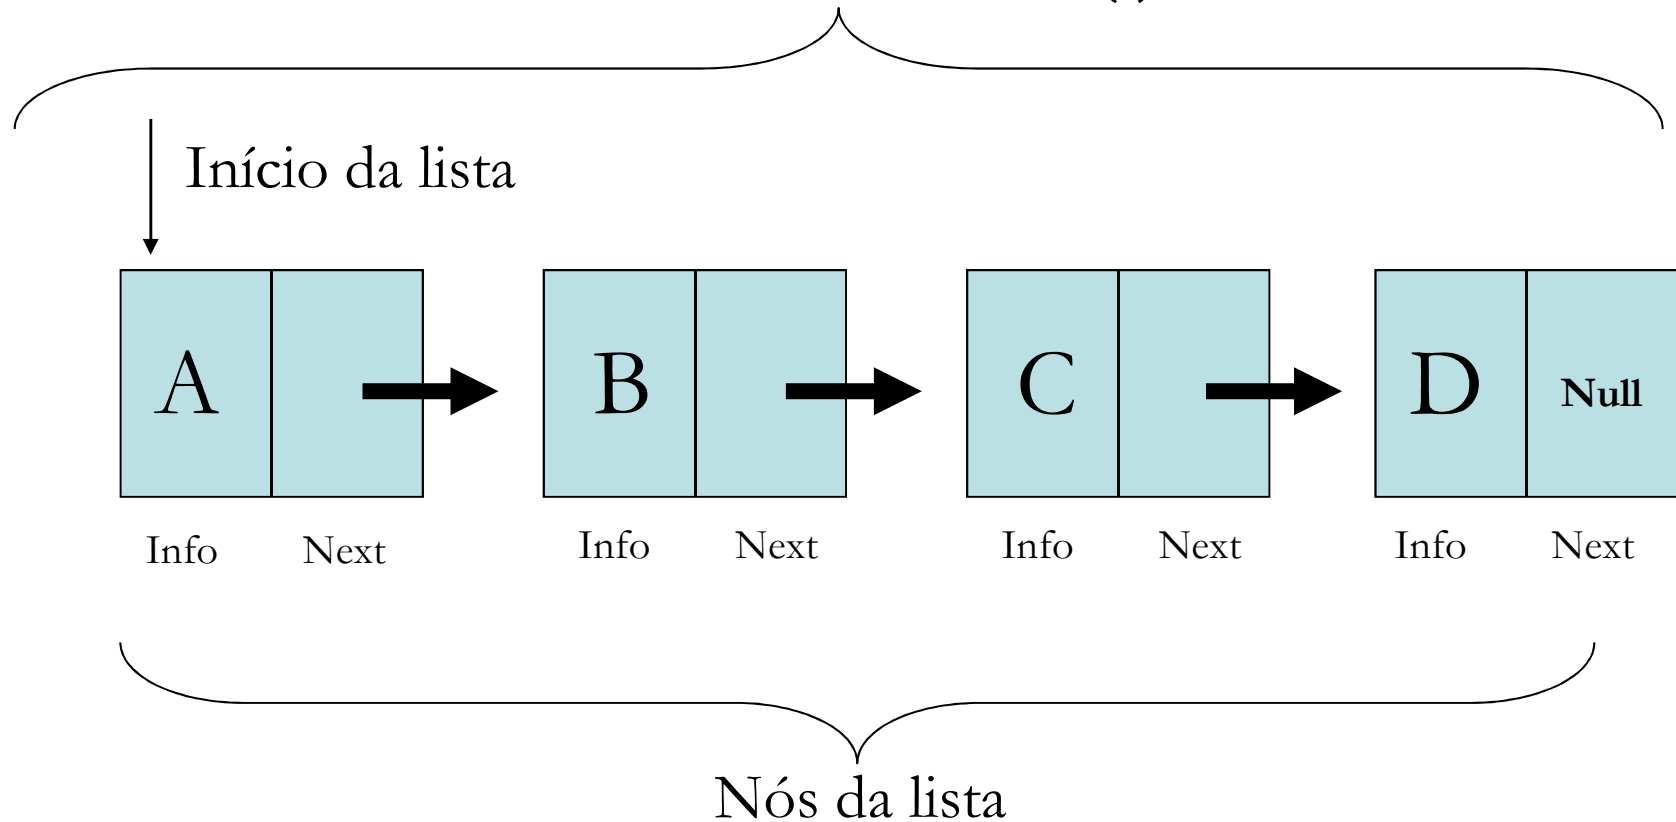 Início da lista
A B C D Null
Info Next Info Next Info Next Info Next
Nós da lista